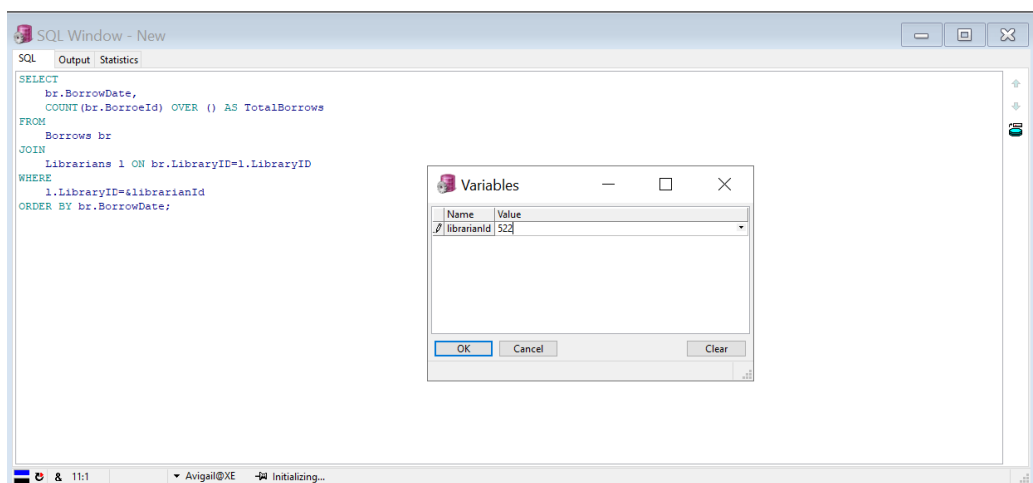 SQL Window - New
SQL Output Statistics
SELECT
br.BorrowDate,
COUNT(br.BorroeId) OVER () AS TotalBorrows
FROM
Borrows br
JOIN
Librarians l ON br.LibraryID=l.LibraryID
WHERE
l.LibraryID=&librarianId
ORDER BY br.BorrowDate;
Variables
Name Value
librarianId 522
OK Cancel Clear
& 11:1 Avigail@XE Initializing...